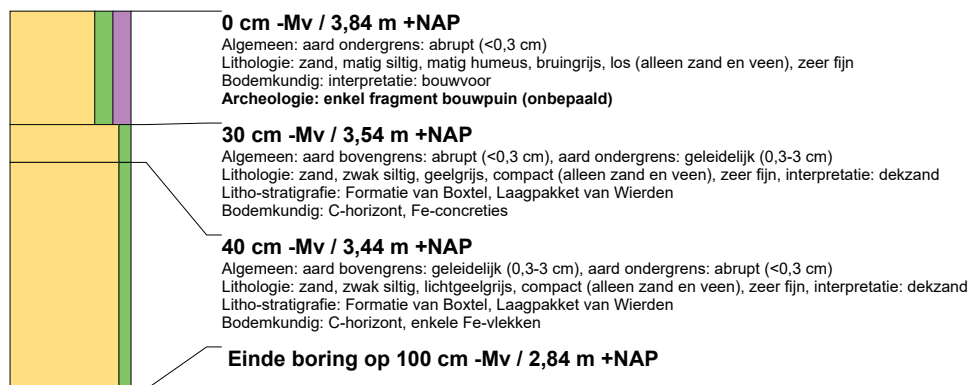 0 cm -Mv / 3,84 m +NAP
Algemeen: aard ondergrens: abrupt (<0,3 cm)
Lithologie: zand, matig siltig, matig humeus, bruingrijs, los (alleen zand en veen), zeer fijn
Bodemkundig: interpretatie: bouwvoor
Archeologie: enkel fragment bouwpuin (onbepaald)
30 cm -Mv / 3,54 m +NAP
Algemeen: aard bovengrens: abrupt (<0,3 cm), aard ondergrens: geleidelijk (0,3-3 cm)
Lithologie: zand, zwak siltig, geelgrijs, compact (alleen zand en veen), zeer fijn, interpretatie: dekzand
Litho-stratigrafie: Formatie van Boxtel, Laagpakket van Wierden
Bodemkundig: C-horizont, Fe-concreties
40 cm -Mv / 3,44 m +NAP
Algemeen: aard bovengrens: geleidelijk (0,3-3 cm), aard ondergrens: abrupt (<0,3 cm)
Lithologie: zand, zwak siltig, lichtgeelgrijs, compact (alleen zand en veen), zeer fijn, interpretatie: dekzand
Litho-stratigrafie: Formatie van Boxtel, Laagpakket van Wierden
Bodemkundig: C-horizont, enkele Fe-vlekken
Einde boring op 100 cm -Mv / 2,84 m +NAP